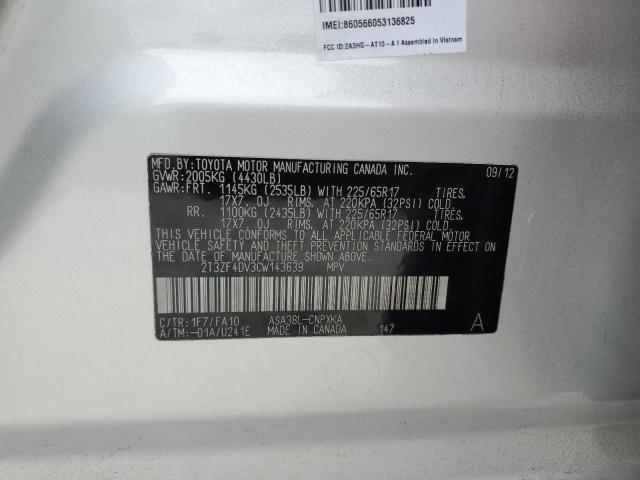 IMEI:860566053136825
FCC ID:2A3HG-AT10-A I Assembled in Vietnam
MFD.BY:TOYOTA MOTOR MANUFACTURING CANADA INC.
09/12
GVWR:2005KG (4430LB)
GAWR:FRT. 1145KG (2535LB) WITH 225/65R17 TIRES,
17X7.0J RIMS, AT 220KPA (32PSI) COLD.
RR. 1100KG (2435LB) WITH 225/65R17 TIRES,
17X7.0J RIMS, AT 220KPA (32PSI) COLD.
THIS VEHICLE CONFORMS TO ALL APPLICABLE FEDERAL MOTOR
VEHICLE SAFETY AND THEFT PREVENTION STANDARDS IN EFFECT ON
THE DATE OF MANUFACTURE SHOWN ABOVE.
2T3ZF4DV3CW143639 MPV
C/TR:1F7/FA10 ASA38L-CNPXKA
A/TM:-01A/U241E MADE IN CANADA 147 A